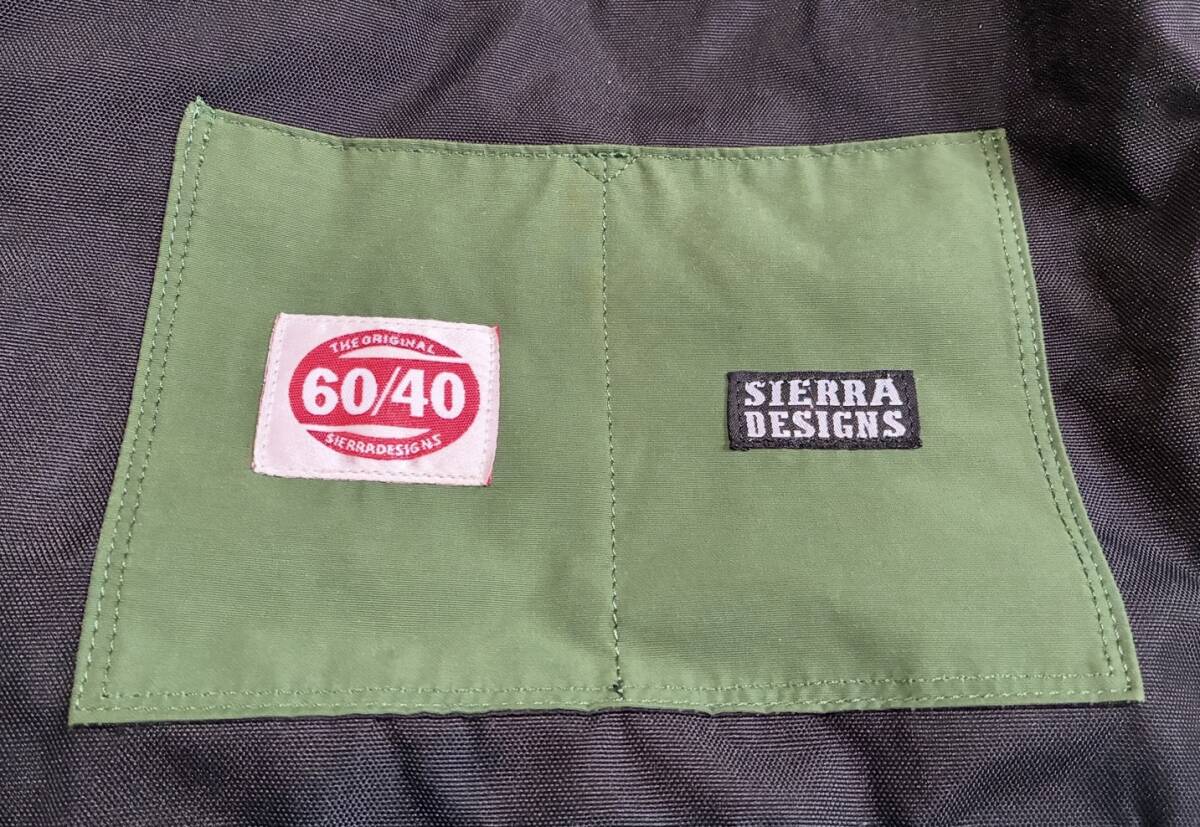 THE ORIGINAL
60/40
SIERRADESIGNS
SIERRA
DESIGNS